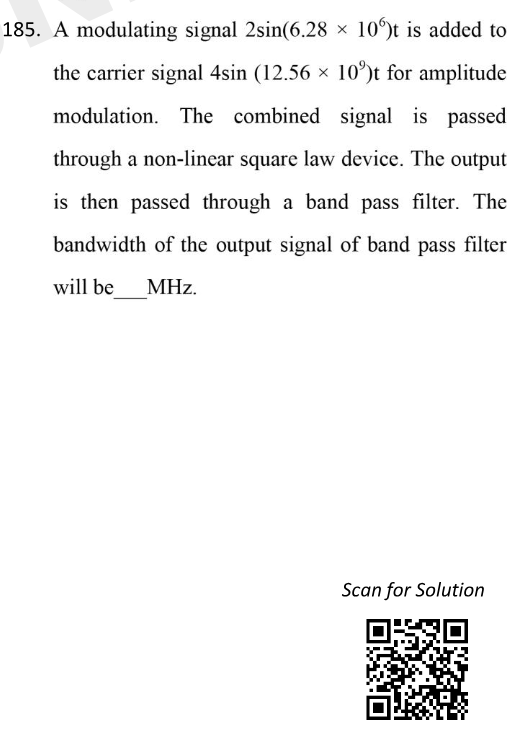 185. A modulating signal 2sin(6.28 × 10⁶)t is added to
the carrier signal 4sin (12.56 × 10⁹)t for amplitude
modulation. The combined signal is passed
through a non-linear square law device. The output
is then passed through a band pass filter. The
bandwidth of the output signal of band pass filter
will be___MHz.
Scan for Solution